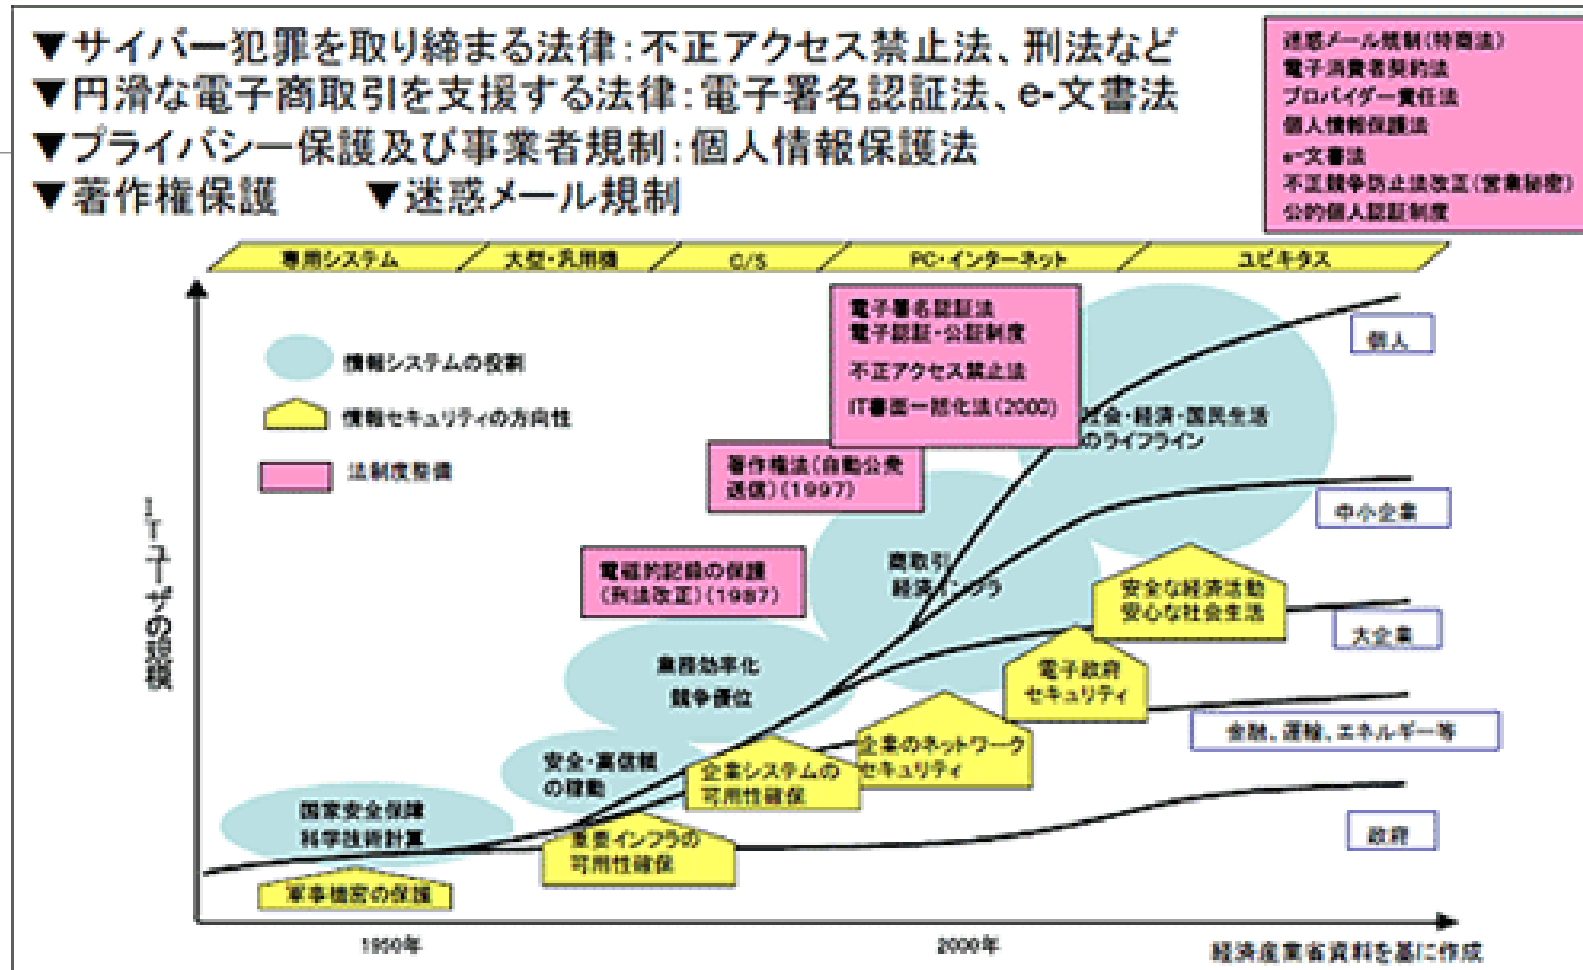 ▼サイバー犯罪を取り締まる法律：不正アクセス禁止法、刑法など
▼円滑な電子商取引を支援する法律：電子署名認証法、e-文書法
▼プライバシー保護及び事業者規制：個人情報保護法
▼著作権保護　▼迷惑メール規制
迷惑メール規制(特商法)
電子消費者契約法
プロバイダー責任法
個人情報保護法
e-文書法
不正競争防止法改正(営業秘密)
公的個人認証制度
専用システム
大型・汎用機
C/S
PC・インターネット
ユビキタス
情報システムの役割
情報セキュリティの方向性
法制度整備
電子署名認証法
電子認証・公証制度
不正アクセス禁止法
IT書面一括化法(2000)
著作権法(自動公衆
送信)(1997)
電磁的記録の保護
(刑法改正)(1987)
社会・経済・国民生活
のライフライン
商取引
経済インフラ
業務効率化
競争優位
安全・高信頼
の稼動
国家安全保障
科学技術計算
安全な経済活動
安心な社会生活
電子政府
セキュリティ
企業のネットワーク
セキュリティ
企業システムの
可用性確保
重要インフラの
可用性確保
軍事機密の保護
個人
中小企業
大企業
金融、運輸、エネルギー等
政府
ITユーザの規模
1950年
2000年
経済産業省資料を基に作成